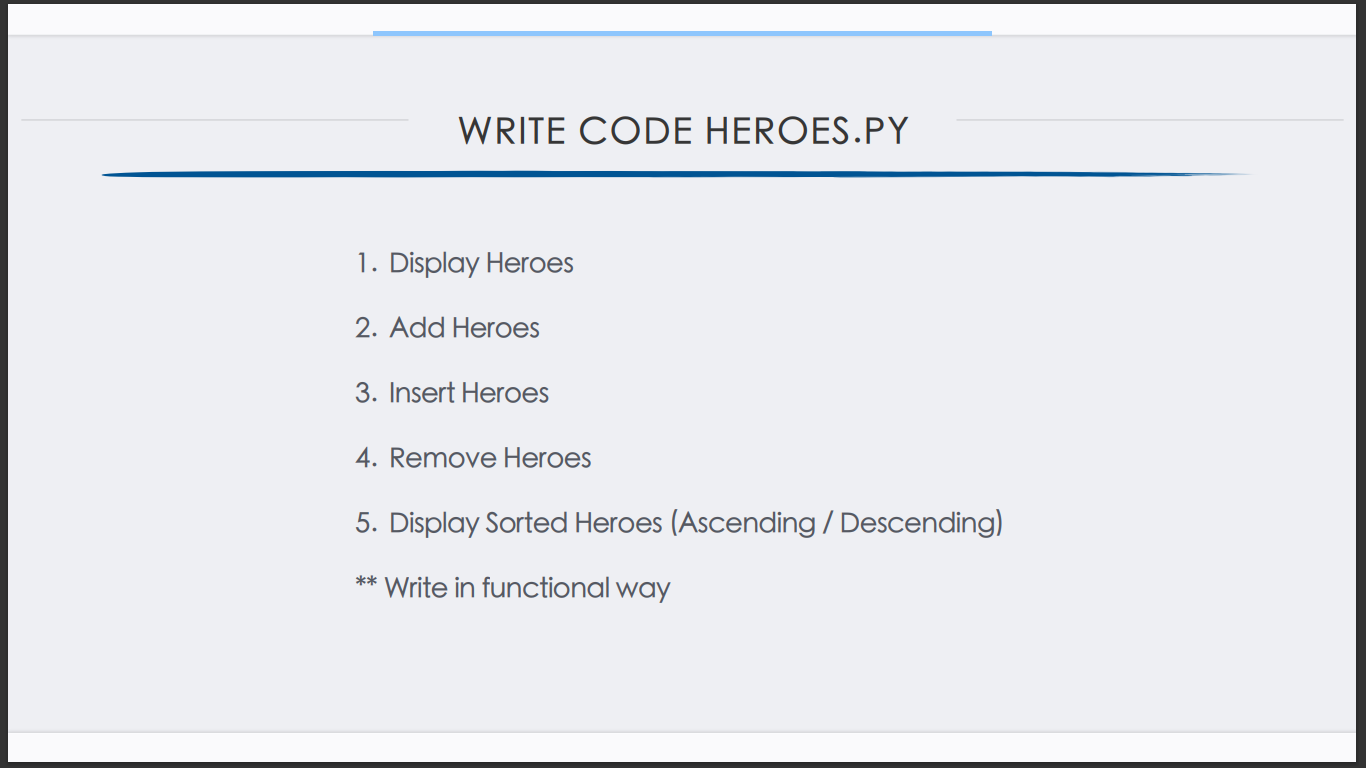 WRITE CODE HEROES.PY
1. Display Heroes
2. Add Heroes
3. Insert Heroes
4. Remove Heroes
5. Display Sorted Heroes (Ascending / Descending)
** Write in functional way